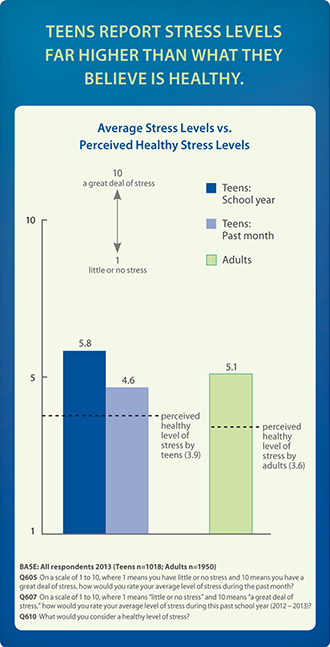 TEENS REPORT STRESS LEVELS
FAR HIGHER THAN WHAT THEY
BELIEVE IS HEALTHY.
Average Stress Levels vs.
Perceived Healthy Stress Levels
10
a great deal of stress
1
little or no stress
Teens:
School year
Teens:
Past month
Adults
10
5
1
5.8
4.6
5.1
perceived
healthy
level of
stress by
teens (3.9)
perceived
healthy
level of
stress by
adults (3.6)
BASE: All respondents 2013 (Teens n=1018; Adults n=1950)
Q605 On a scale of 1 to 10, where 1 means you have little or no stress and 10 means you have a
great deal of stress, how would you rate your average level of stress during the past month?
Q607 On a scale of 1 to 10, where 1 means “little or no stress” and 10 means “a great deal of
stress,” how would you rate your average level of stress during this past school year (2012 – 2013)?
Q610 What would you consider a healthy level of stress?